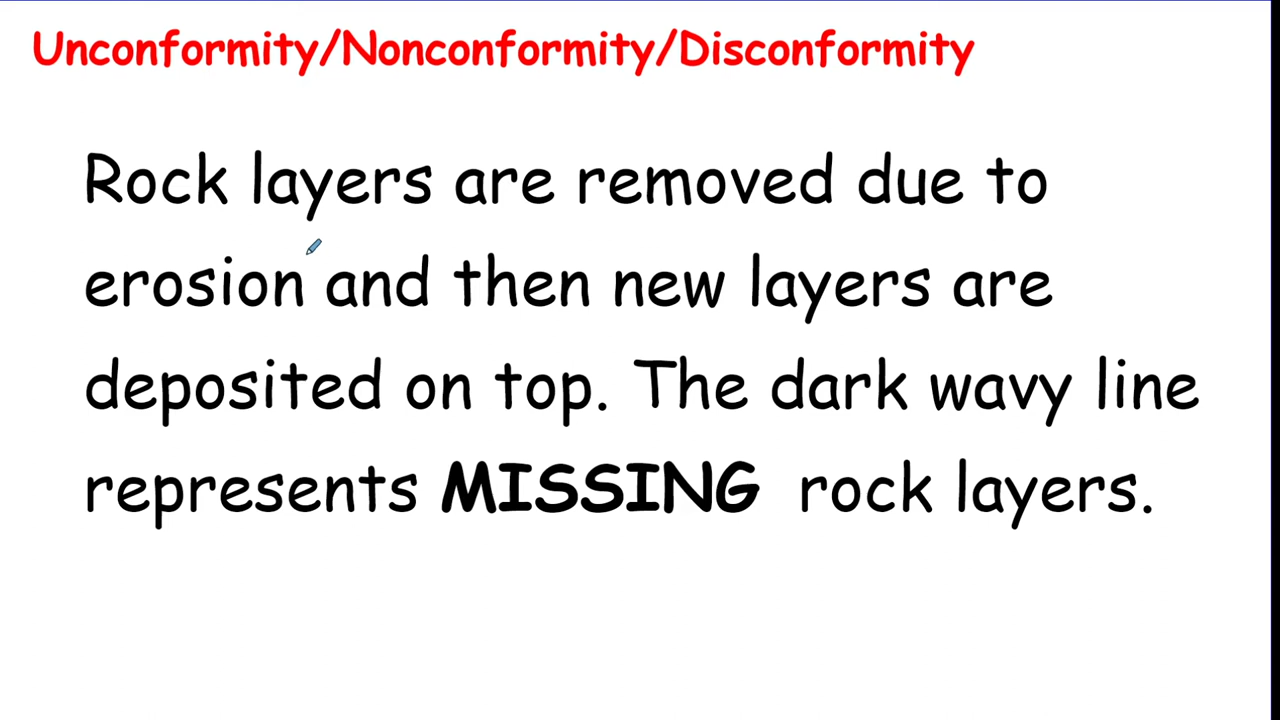 Unconformity/Nonconformity/Disconformity
Rock layers are removed due to
erosion and then new layers are
deposited on top. The dark wavy line
represents MISSING rock layers.